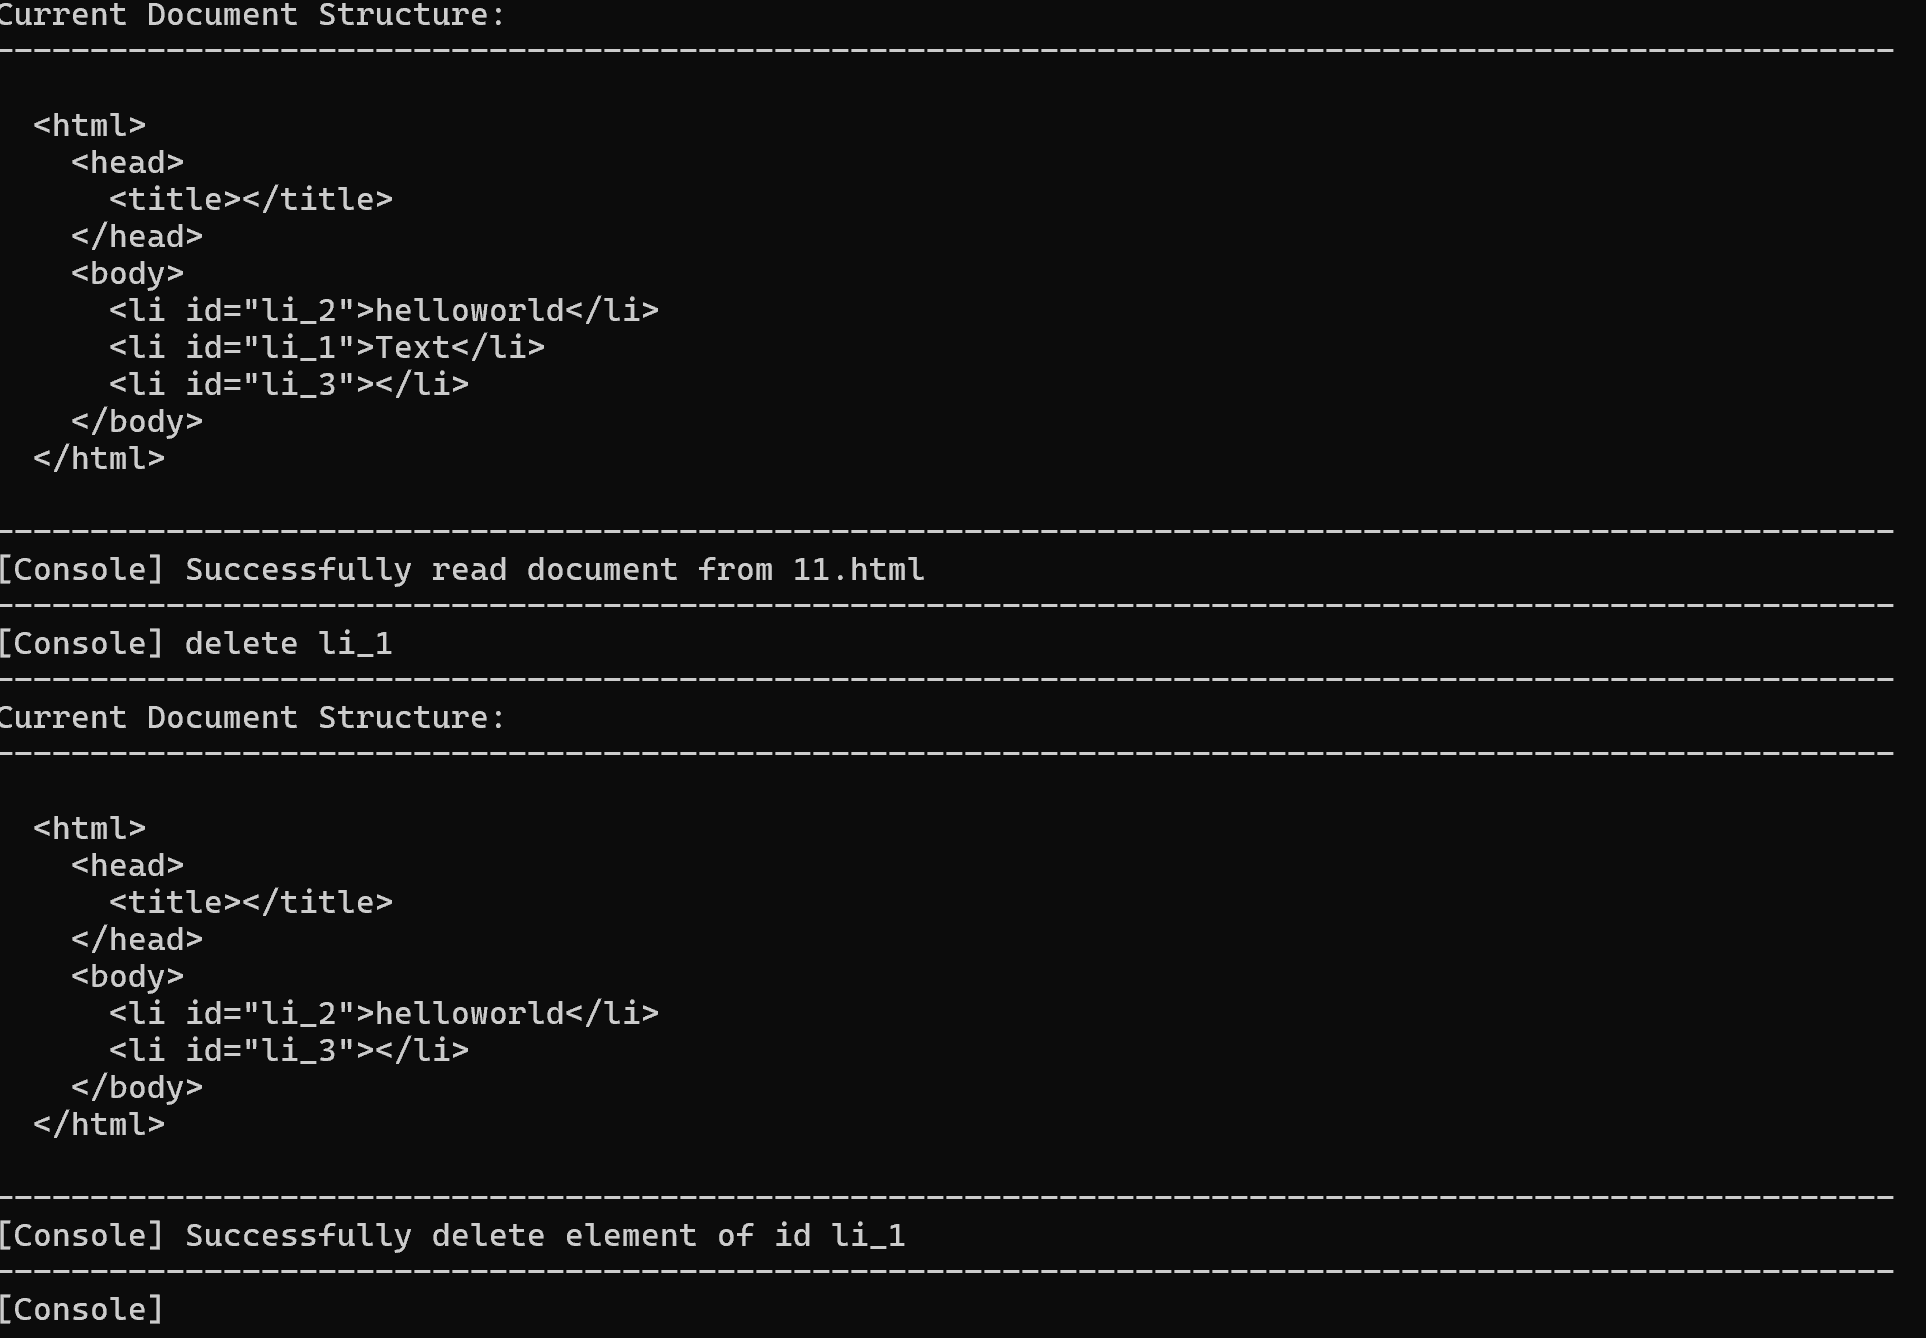 Current Document Structure:
----------------------------------------------------------------------------------------------------
  <html>
    <head>
      <title></title>
    </head>
    <body>
      <li id="li_2">helloworld</li>
      <li id="li_1">Text</li>
      <li id="li_3"></li>
    </body>
  </html>
----------------------------------------------------------------------------------------------------
[Console] Successfully read document from 11.html
----------------------------------------------------------------------------------------------------
[Console] delete li_1
----------------------------------------------------------------------------------------------------
Current Document Structure:
----------------------------------------------------------------------------------------------------
  <html>
    <head>
      <title></title>
    </head>
    <body>
      <li id="li_2">helloworld</li>
      <li id="li_3"></li>
    </body>
  </html>
----------------------------------------------------------------------------------------------------
[Console] Successfully delete element of id li_1
----------------------------------------------------------------------------------------------------
[Console]